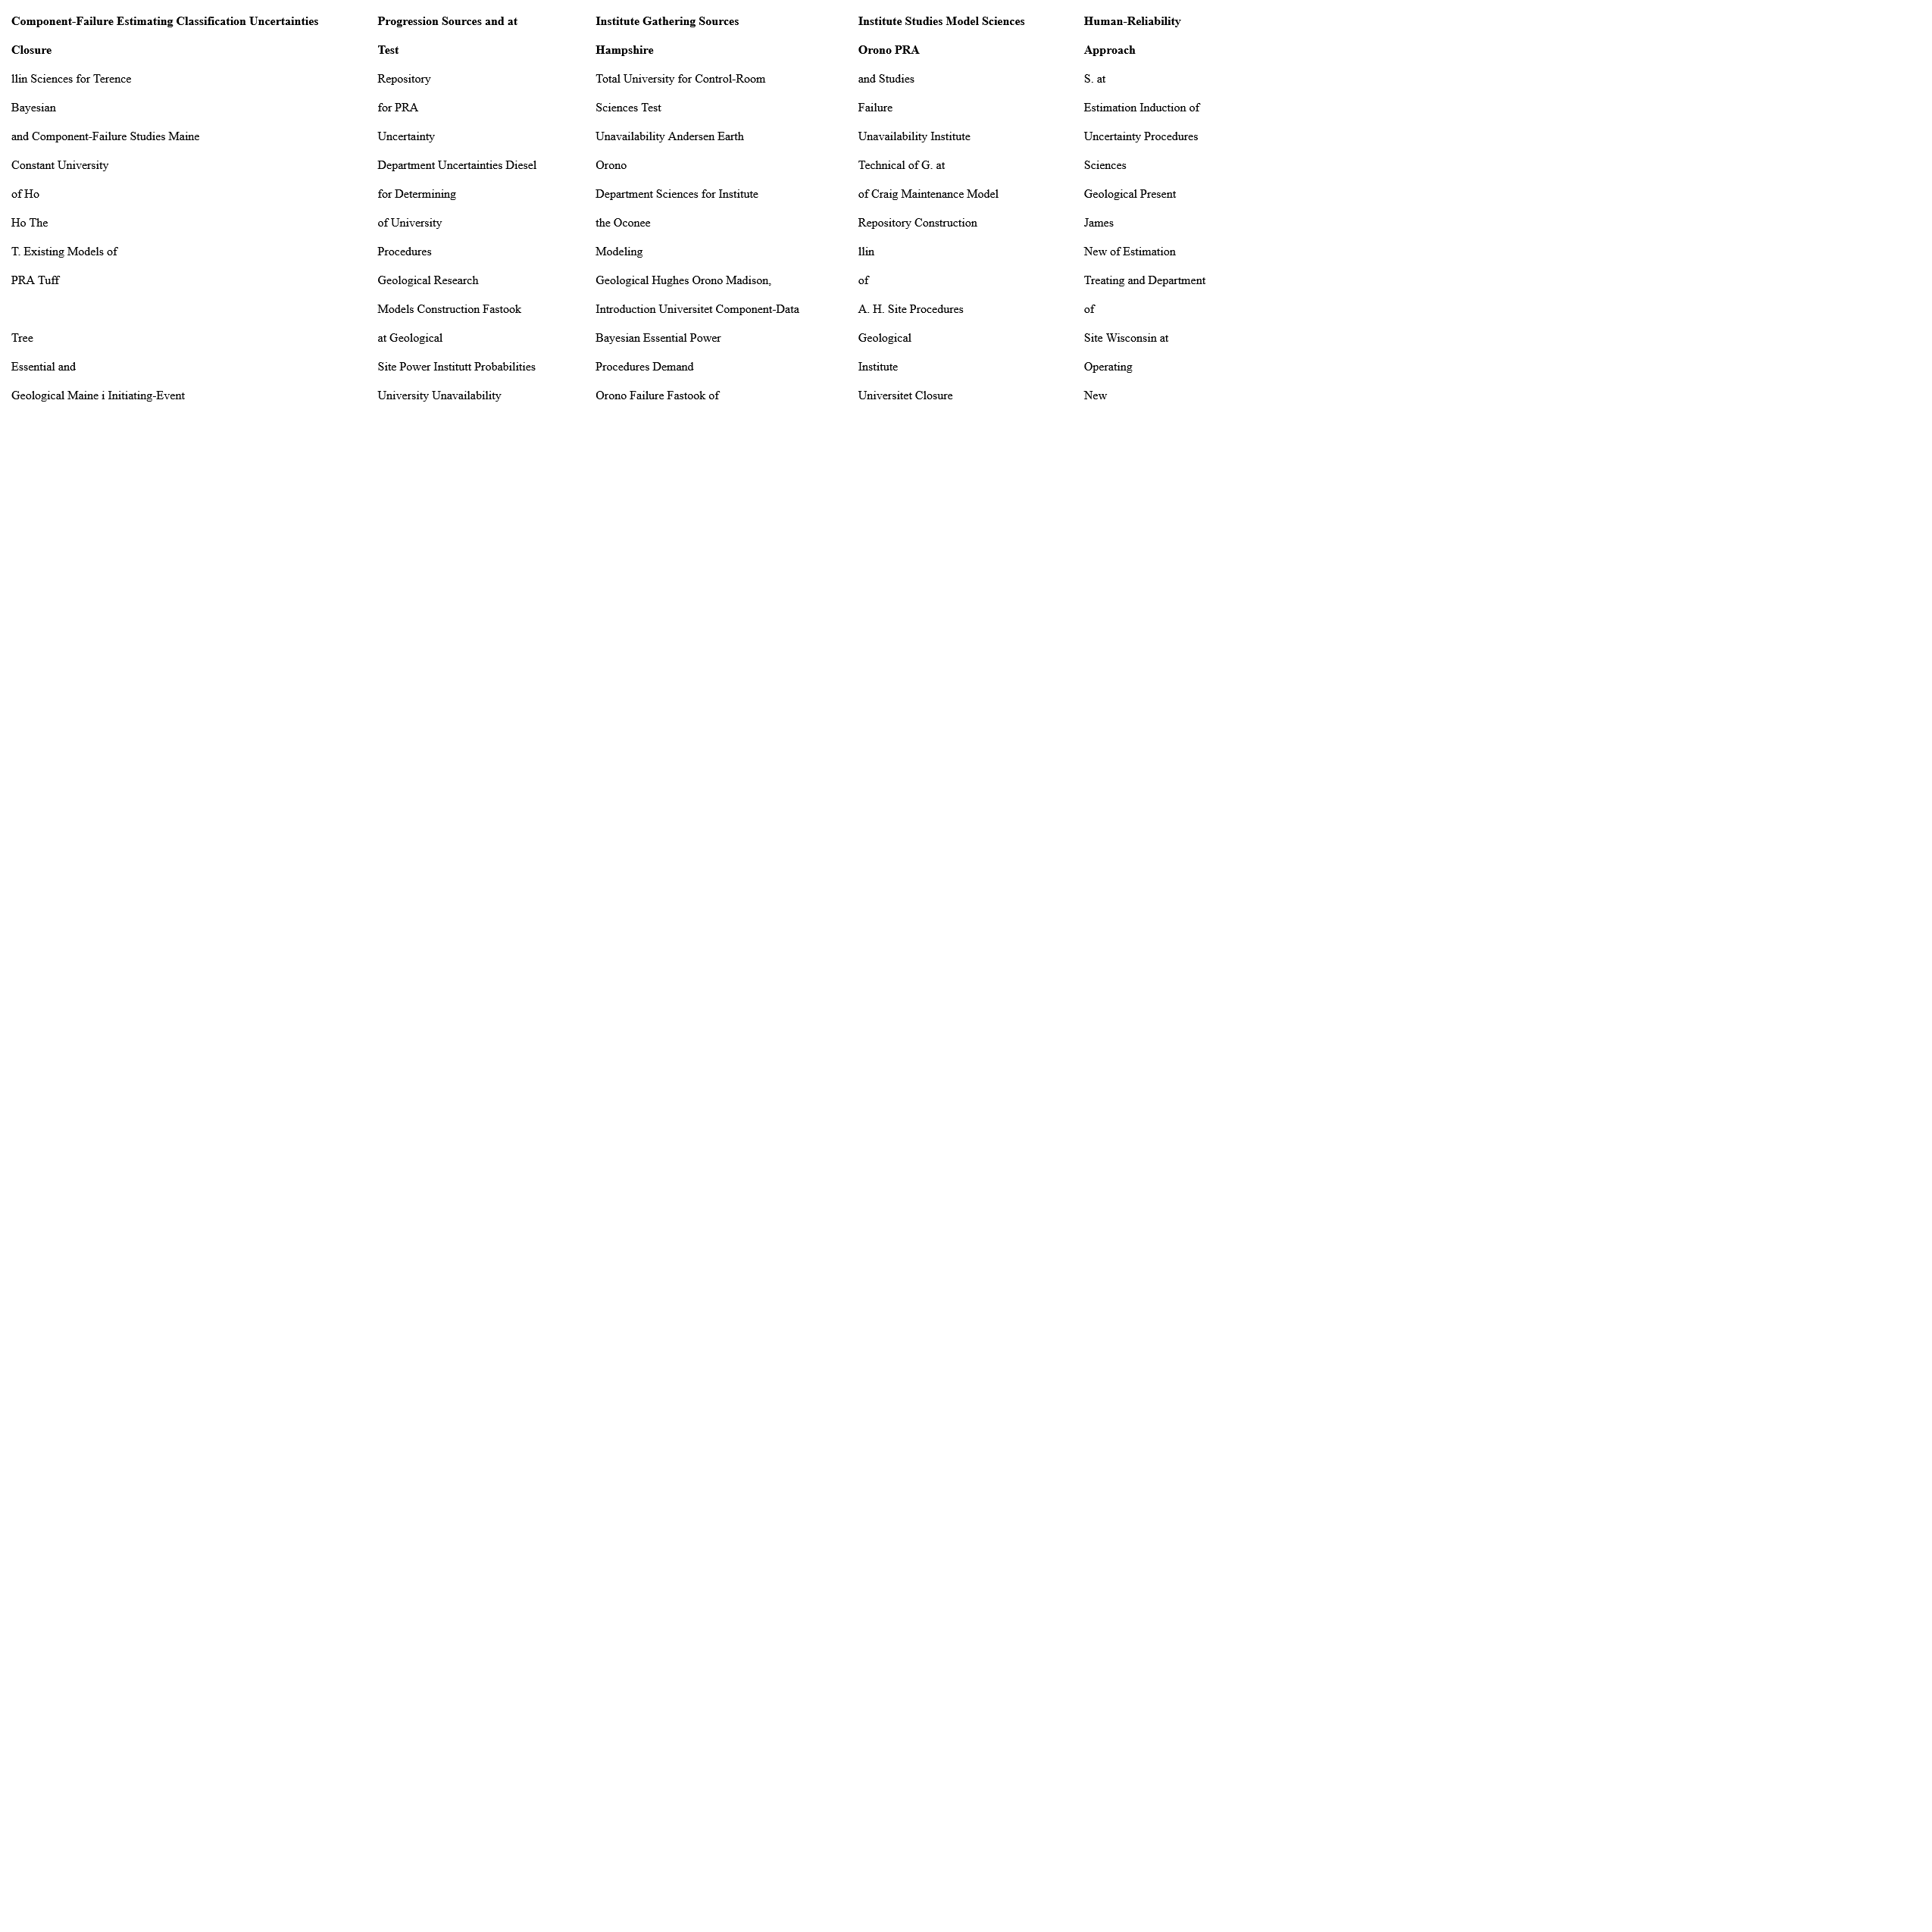 Component-Failure Estimating Classification Uncertainties Progression Sources and at Institute Gathering Sources Institute Studies Model Sciences Human-Reliability
Closure Test Hampshire Orono PRA Approach
llin Sciences for Terence Repository Total University for Control-Room and Studies S. at
Bayesian for PRA Sciences Test Failure Estimation Induction of
and Component-Failure Studies Maine Uncertainty Unavailability Andersen Earth Unavailability Institute Uncertainty Procedures
Constant University Department Uncertainties Diesel Orono Technical of G. at Sciences
of Ho for Determining Department Sciences for Institute of Craig Maintenance Model Geological Present
Ho The of University the Oconee Repository Construction James
T. Existing Models of Procedures Modeling llin New of Estimation
PRA Tuff Geological Research Geological Hughes Orono Madison, of Treating and Department
Models Construction Fastook Introduction Universitet Component-Data A. H. Site Procedures of
Tree at Geological Bayesian Essential Power Geological Site Wisconsin at
Essential and Site Power Institutt Probabilities Procedures Demand Institute Operating
Geological Maine i Initiating-Event University Unavailability Orono Failure Fastook of Universitet Closure New